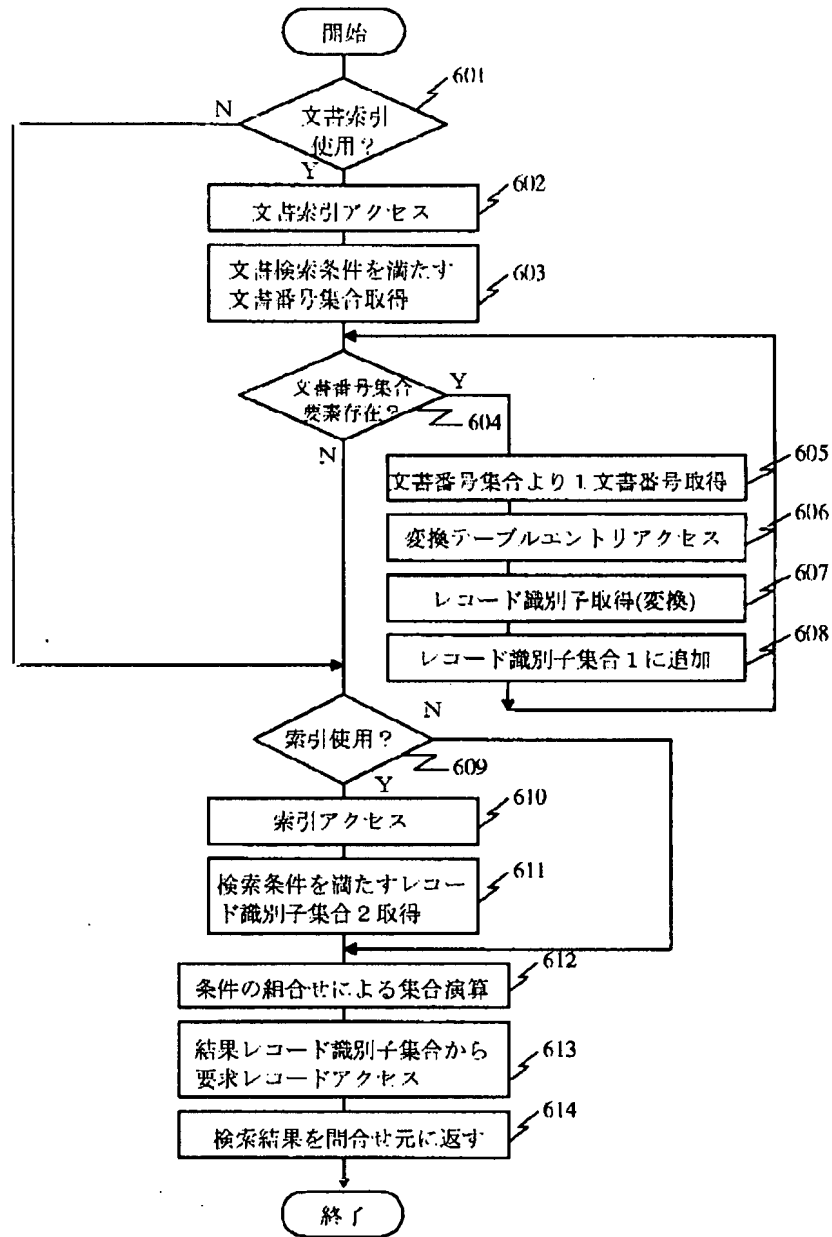 開始
601
N
文書索引
使用?
Y
602
文書索引アクセス
603
文書検索条件を満たす
文書番号集合取得
文書番号集合
要素存在?
Y
604
N
605
文書番号集合より1文書番号取得
606
変換テーブルエントリアクセス
607
レコード識別子取得(変換)
608
レコード識別子集合1に追加
N
索引使用?
609
Y
610
索引アクセス
611
検索条件を満たすレコー
ド識別子集合2取得
612
条件の組合せによる集合演算
613
結果レコード識別子集合から
要求レコードアクセス
614
検索結果を問合せ元に返す
終了